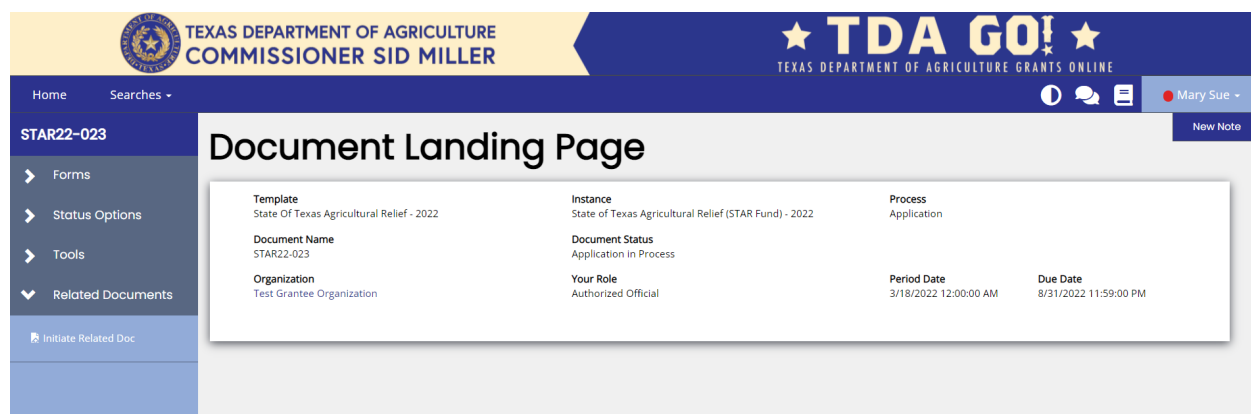 TEXAS DEPARTMENT OF AGRICULTURE
COMMISSIONER SID MILLER
TDA GO!
TEXAS DEPARTMENT OF AGRICULTURE GRANTS ONLINE
Home Searches
Mary Sue
New Note
STAR22-023
Forms
Status Options
Tools
Related Documents
Initiate Related Doc
Document Landing Page
Template Instance Process
State Of Texas Agricultural Relief - 2022 State of Texas Agricultural Relief (STAR Fund) - 2022 Application
Document Name Document Status
STAR22-023 Application in Process
Organization Your Role Period Date Due Date
Test Grantee Organization Authorized Official 3/18/2022 12:00:00 AM 8/31/2022 11:59:00 PM